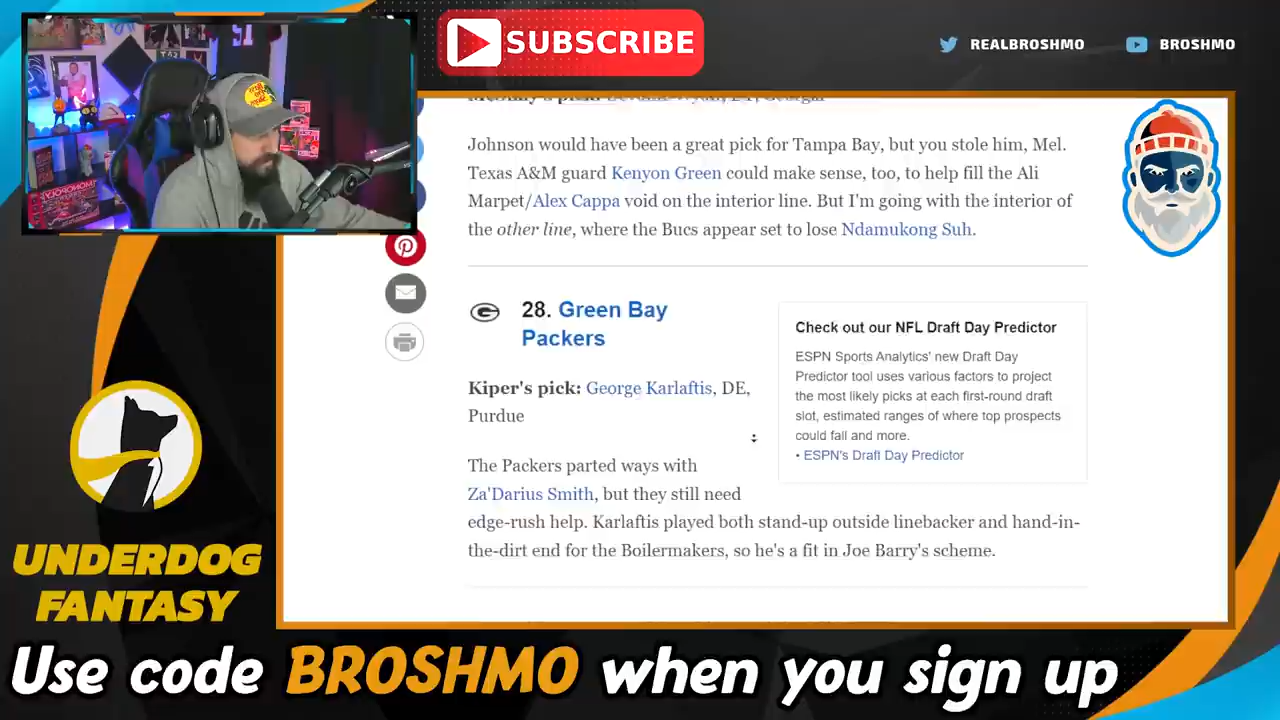 SUBSCRIBE
REALBROSHMO
BROSHMO
Johnson would have been a great pick for Tampa Bay, but you stole him, Mel.
Texas A&M guard Kenyon Green could make sense, too, to help fill the Ali
Marpet/Alex Cappa void on the interior line. But I'm going with the interior of
the other line, where the Bucs appear set to lose Ndamukong Suh.
28. Green Bay
Packers
Kiper's pick: George Karlaftis, DE,
Purdue
The Packers parted ways with
Za'Darius Smith, but they still need
edge-rush help. Karlaftis played both stand-up outside linebacker and hand-in-
the-dirt end for the Boilermakers, so he's a fit in Joe Barry's scheme.
Check out our NFL Draft Day Predictor
ESPN Sports Analytics' new Draft Day
Predictor tool uses various factors to project
the most likely picks at each first-round draft
slot, estimated ranges of where top prospects
could fall and more.
• ESPN's Draft Day Predictor
MONOPOLY
UNDERDOG
FANTASY
Use code BROSHMO when you sign up